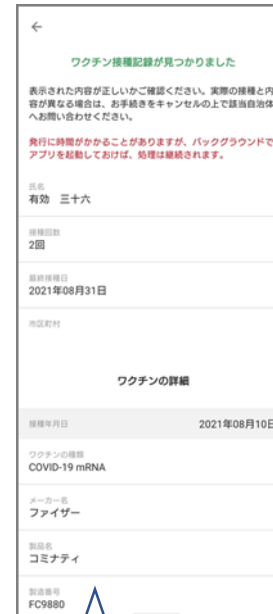 ワクチン接種記録が見つかりました
表示された内容が正しいかご確認ください。実際の接種と内
容が異なる場合は、お手続きをキャンセルの上で該当自治体
へお問い合わせください。
発行に時間がかかることがありますが、バックグラウンドで
アプリを起動しておけば、処理は継続されます。
氏名
有効 三十六
接種回数
2回
最終接種日
2021年08月31日
市区町村
ワクチンの詳細
接種年月日 2021年08月10日
ワクチンの種類
COVID-19 mRNA
メーカー名
ファイザー
製品名
コミナティ
製造番号
FC9880